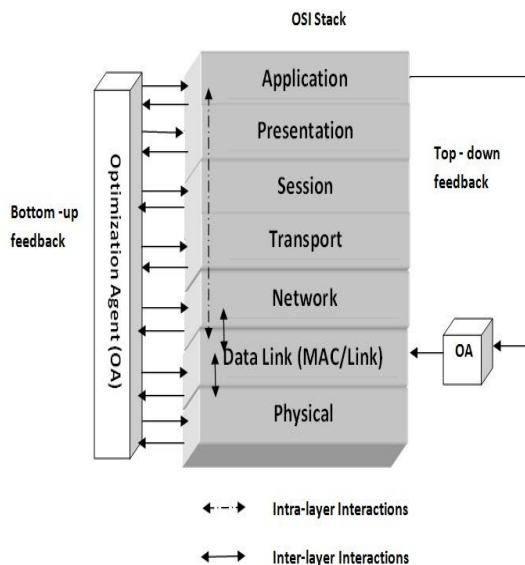 OSI Stack
Application
Presentation
Session
Transport
Network
Data Link (MAC/Link)
Physical
Optimization Agent (OA)
Bottom -up
feedback
Top - down
feedback
OA
Intra-layer Interactions
Inter-layer Interactions